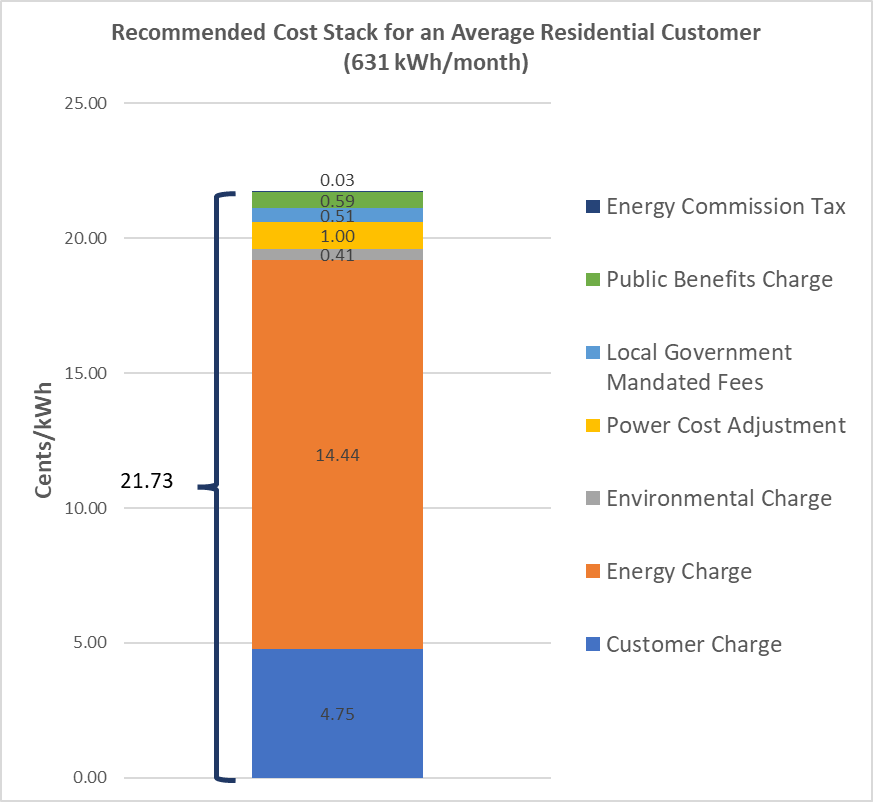 Recommended Cost Stack for an Average Residential Customer
(631 kWh/month)
25.00
20.00
15.00
10.00
5.00
0.00
Cents/kWh
21.73
0.03
0.59
0.51
1.00
0.41
14.44
4.75
Energy Commission Tax
Public Benefits Charge
Local Government
Mandated Fees
Power Cost Adjustment
Environmental Charge
Energy Charge
Customer Charge